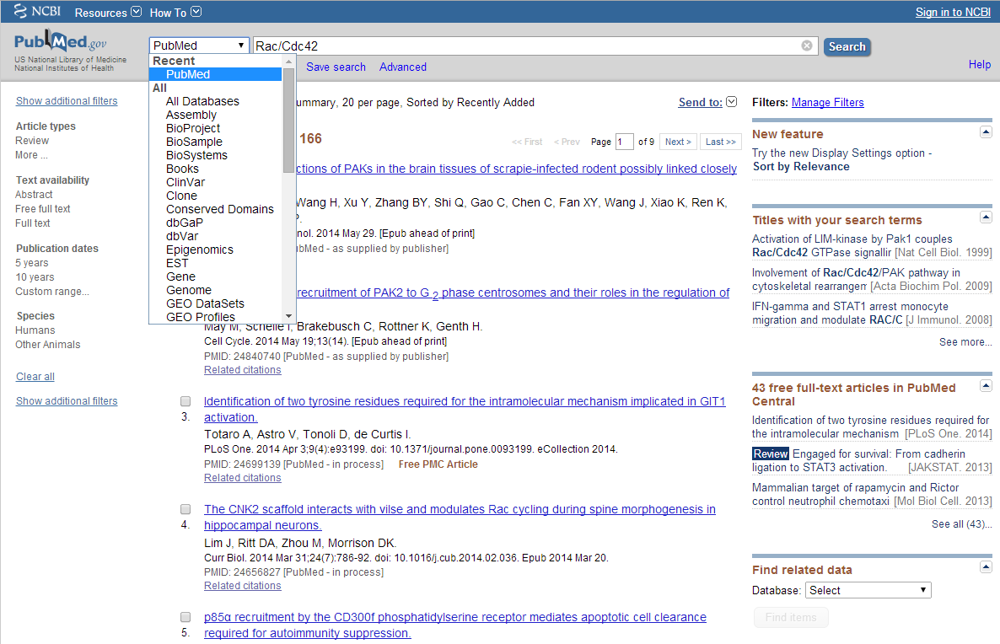 NCBI Resources How To Sign in to NCBI
PubMed.gov
US National Library of Medicine
National Institutes of Health
PubMed Rac/Cdc42 Search
Save search Advanced Help
Recent
PubMed
All
All Databases
Assembly
BioProject
BioSample
BioSystems
Books
ClinVar
Clone
Conserved Domains
dbGaP
dbVar
Epigenomics
EST
Gene
Genome
GEO DataSets
GEO Profiles
Show additional filters
Article types
Review
More ...
Text availability
Abstract
Free full text
Full text
Publication dates
5 years
10 years
Custom range...
Species
Humans
Other Animals
Clear all
Show additional filters
ummary, 20 per page, Sorted by Recently Added Send to:
166 << First < Prev Page 1 of 9 Next > Last >>
ctions of PAKs in the brain tissues of scrapie-infected rodent possibly linked closely
Wang H, Xu Y, Zhang BY, Shi Q, Gao C, Chen C, Fan XY, Wang J, Xiao K, Ren K,
nol. 2014 May 29. [Epub ahead of print]
bMed - as supplied by publisher]
recruitment of PAK2 to G 2 phase centrosomes and their roles in the regulation of
May M, Schelle I, Brakebusch C, Rottner K, Genth H.
Cell Cycle. 2014 May 19;13(14). [Epub ahead of print]
PMID: 24840740 [PubMed - as supplied by publisher]
Related citations
3. Identification of two tyrosine residues required for the intramolecular mechanism implicated in GIT1
activation.
Totaro A, Astro V, Tonoli D, de Curtis I.
PLoS One. 2014 Apr 3;9(4):e93199. doi: 10.1371/journal.pone.0093199. eCollection 2014.
PMID: 24699139 [PubMed - in process] Free PMC Article
Related citations
4. The CNK2 scaffold interacts with vilse and modulates Rac cycling during spine morphogenesis in
hippocampal neurons.
Lim J, Ritt DA, Zhou M, Morrison DK.
Curr Biol. 2014 Mar 31;24(7):786-92. doi: 10.1016/j.cub.2014.02.036. Epub 2014 Mar 20.
PMID: 24656827 [PubMed - in process]
Related citations
5. p85α recruitment by the CD300f phosphatidylserine receptor mediates apoptotic cell clearance
required for autoimmunity suppression.
Filters: Manage Filters
New feature
Try the new Display Settings option -
Sort by Relevance
Titles with your search terms
Activation of LIM-kinase by Pak1 couples
Rac/Cdc42 GTPase signallir [Nat Cell Biol. 1999]
Involvement of Rac/Cdc42/PAK pathway in
cytoskeletal rearrangerr [Acta Biochim Pol. 2009]
IFN-gamma and STAT1 arrest monocyte
migration and modulate RAC/C [J Immunol. 2008]
See more...
43 free full-text articles in PubMed
Central
Identification of two tyrosine residues required for
the intramolecular mechanism [PLoS One. 2014]
Review Engaged for survival: From cadherin
ligation to STAT3 activation. [JAKSTAT. 2013]
Mammalian target of rapamycin and Rictor
control neutrophil chemotaxi [Mol Biol Cell. 2013]
See all (43)...
Find related data
Database: Select
Find items